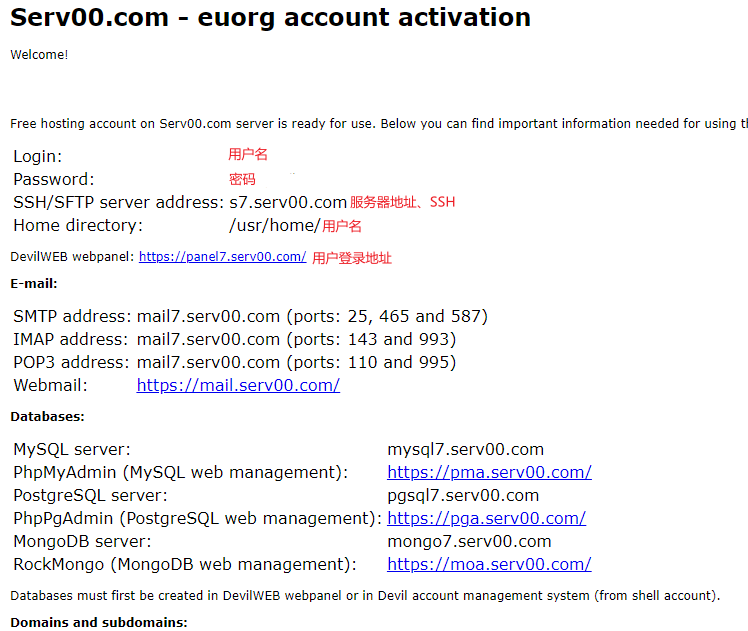 Serv00.com - euorg account activation
Welcome!
Free hosting account on Serv00.com server is ready for use. Below you can find important information needed for using
Login: 用户名
Password: 密码
SSH/SFTP server address: s7.serv00.com 服务器地址、SSH
Home directory: /usr/home/用户名
DevilWEB webpanel: https://panel7.serv00.com/ 用户登录地址
E-mail:
SMTP address: mail7.serv00.com (ports: 25, 465 and 587)
IMAP address: mail7.serv00.com (ports: 143 and 993)
POP3 address: mail7.serv00.com (ports: 110 and 995)
Webmail: https://mail.serv00.com/
Databases:
MySQL server: mysql7.serv00.com
PhpMyAdmin (MySQL web management): https://pma.serv00.com/
PostgreSQL server: pgsql7.serv00.com
PhpPgAdmin (PostgreSQL web management): https://pga.serv00.com/
MongoDB server: mongo7.serv00.com
RockMongo (MongoDB web management): https://moa.serv00.com/
Databases must first be created in DevilWEB webpanel or in Devil account management system (from shell account).
Domains and subdomains: